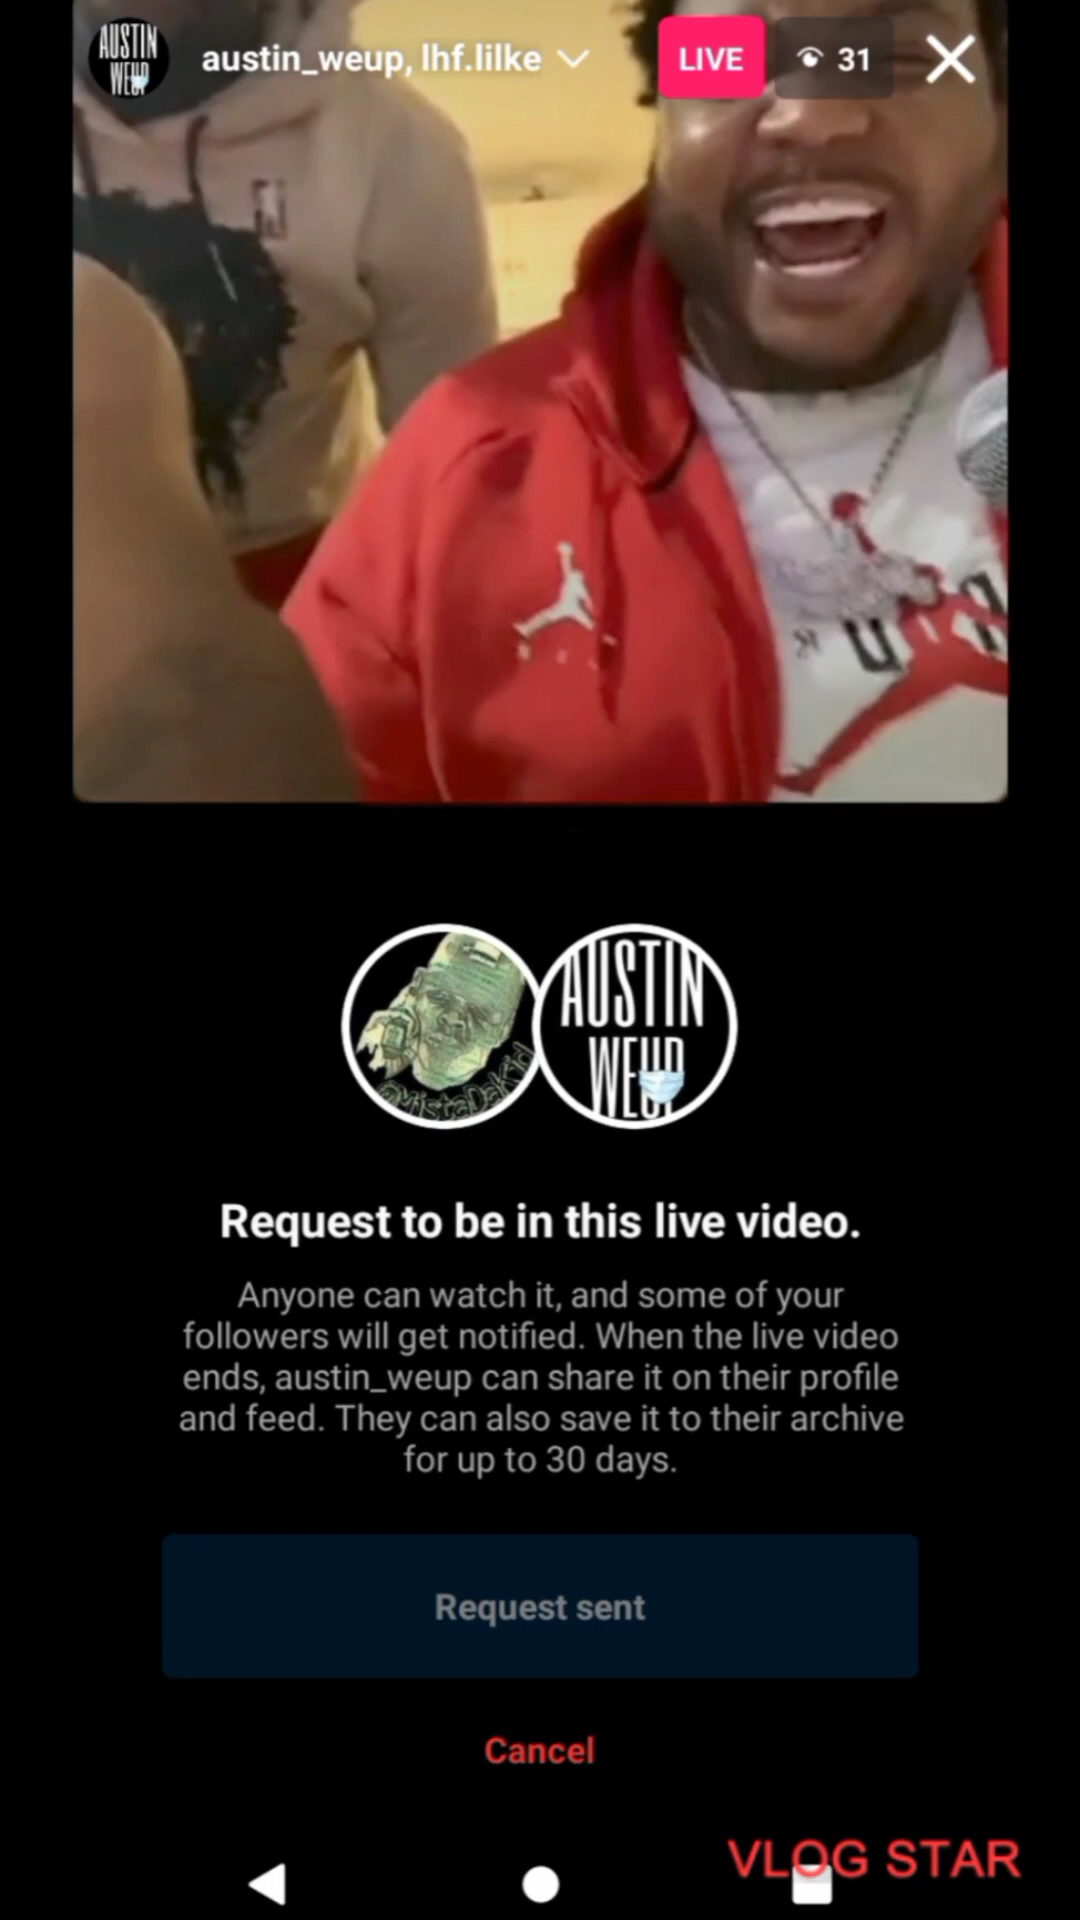 AUSTIN
WEUP
austin_weup, lhf.lilke
LIVE
31
@MistaDaKid
AUSTIN
WEUP
Request to be in this live video.
Anyone can watch it, and some of your
followers will get notified. When the live video
ends, austin_weup can share it on their profile
and feed. They can also save it to their archive
for up to 30 days.
Request sent
Cancel
VLOG STAR